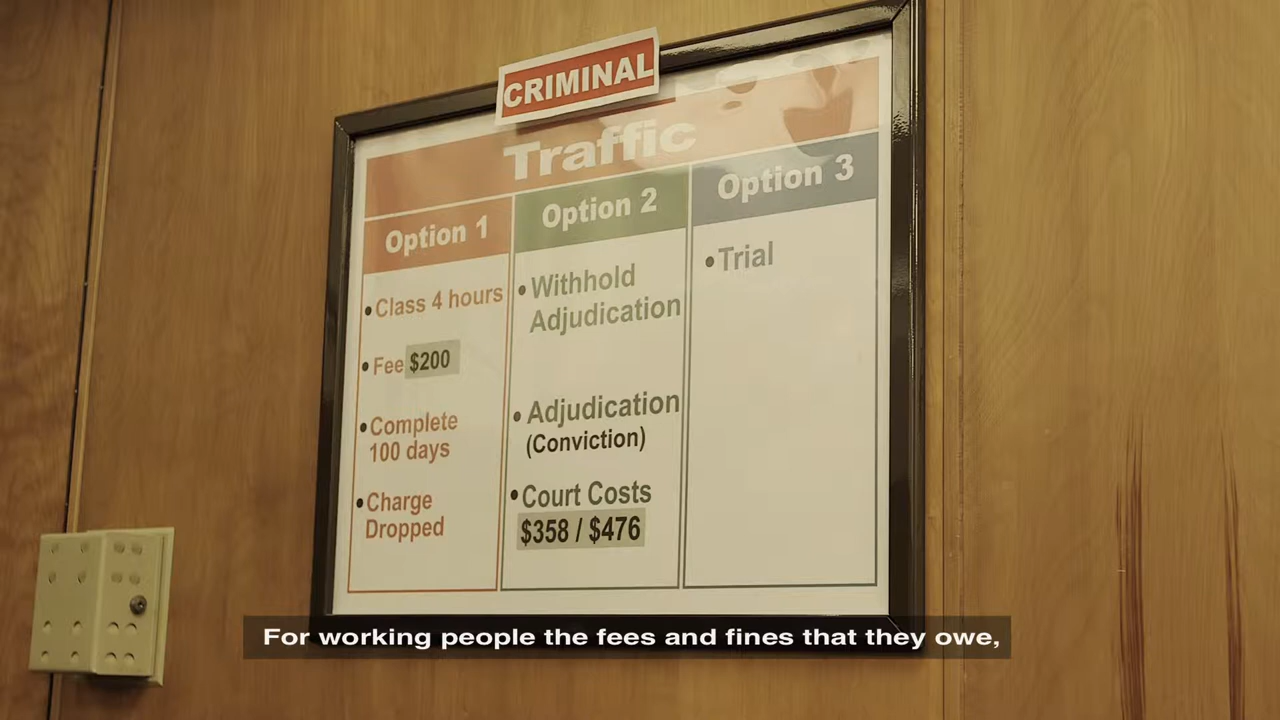 CRIMINAL
Traffic
Option 1
• Class 4 hours
• Fee $200
• Complete
100 days
• Charge
Dropped
Option 2
• Withhold
Adjudication
• Adjudication
(Conviction)
• Court Costs
$358 / $476
Option 3
• Trial
For working people the fees and fines that they owe,